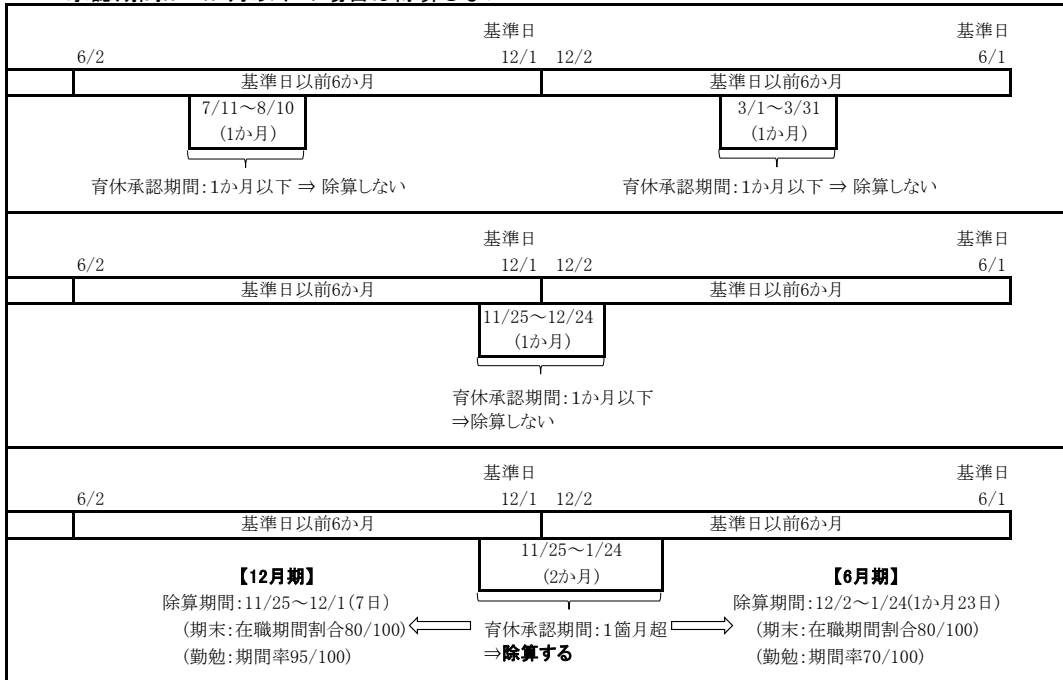 基準日 基準日
6/2 12/1 12/2 6/1
基準日以前6か月 基準日以前6か月
7/11～8/10 3/1～3/31
(1か月) (1か月)
育休承認期間:1か月以下 ⇒ 除算しない 育休承認期間:1か月以下 ⇒ 除算しない
基準日 基準日
6/2 12/1 12/2 6/1
基準日以前6か月 基準日以前6か月
11/25～12/24
(1か月)
育休承認期間:1か月以下
⇒除算しない
基準日 基準日
6/2 12/1 12/2 6/1
基準日以前6か月 基準日以前6か月
11/25～1/24
【12月期】 (2か月) 【6月期】
除算期間:11/25～12/1(7日) 除算期間:12/2～1/24(1か月23日)
(期末:在職期間割合80/100) 育休承認期間:1箇月超 (期末:在職期間割合80/100)
(勤勉:期間率95/100) ⇒除算する (勤勉:期間率70/100)